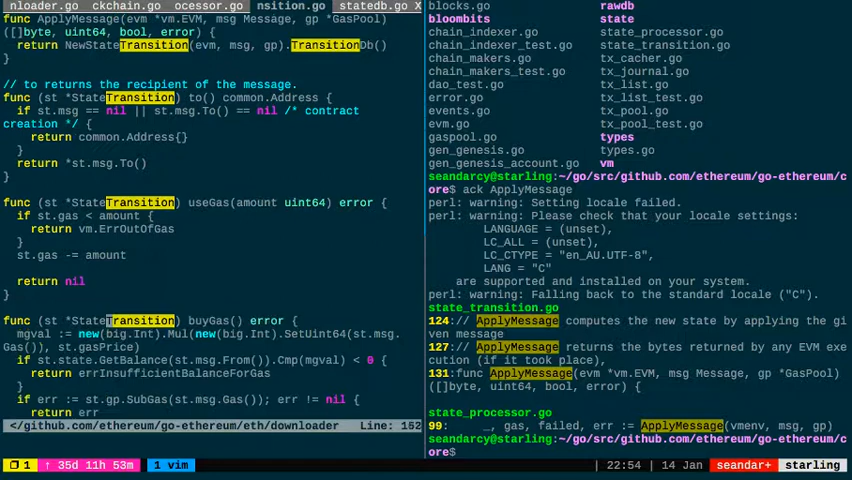 nloader.go ckchain.go ocessor.go nsition.go statedb.go X
func ApplyMessage(evm *vm.EVM, msg Message, gp *GasPool)
([]byte, uint64, bool, error) {
  return NewStateTransition(evm, msg, gp).TransitionDb()
}
// to returns the recipient of the message.
func (st *StateTransition) to() common.Address {
  if st.msg == nil || st.msg.To() == nil /* contract
creation */ {
    return common.Address{}
  }
  return *st.msg.To()
}
func (st *StateTransition) useGas(amount uint64) error {
  if st.gas < amount {
    return vm.ErrOutOfGas
  }
  st.gas -= amount
  return nil
}
func (st *StateTransition) buyGas() error {
  mgval := new(big.Int).Mul(new(big.Int).SetUint64(st.msg.
Gas()), st.gasPrice)
  if st.state.GetBalance(st.msg.From()).Cmp(mgval) < 0 {
    return errInsufficientBalanceForGas
  }
  if err := st.gp.SubGas(st.msg.Gas()); err != nil {
    return err
</github.com/ethereum/go-ethereum/eth/downloader Line: 152
blocks.go rawdb
bloombits state
chain_indexer.go state_processor.go
chain_indexer_test.go state_transition.go
chain_makers.go tx_cacher.go
chain_makers_test.go tx_journal.go
dao_test.go tx_list.go
error.go tx_list_test.go
events.go tx_pool.go
evm.go tx_pool_test.go
gaspool.go types
gen_genesis.go types.go
gen_genesis_account.go vm
seandarcy@starling:~/go/src/github.com/ethereum/go-ethereum/c
ore$ ack ApplyMessage
perl: warning: Setting locale failed.
perl: warning: Please check that your locale settings:
        LANGUAGE = (unset),
        LC_ALL = (unset),
        LC_CTYPE = "en_AU.UTF-8",
        LANG = "C"
    are supported and installed on your system.
perl: warning: Falling back to the standard locale ("C").
state_transition.go
124:// ApplyMessage computes the new state by applying the gi
ven message
127:// ApplyMessage returns the bytes returned by any EVM exe
cution (if it took place),
131:func ApplyMessage(evm *vm.EVM, msg Message, gp *GasPool)
([]byte, uint64, bool, error) {
state_processor.go
99:     _, gas, failed, err := ApplyMessage(vmenv, msg, gp)
seandarcy@starling:~/go/src/github.com/ethereum/go-ethereum/c
ore$
1 ↑ 35d 11h 53m 1 vim | 22:54 | 14 Jan seandar+ starling